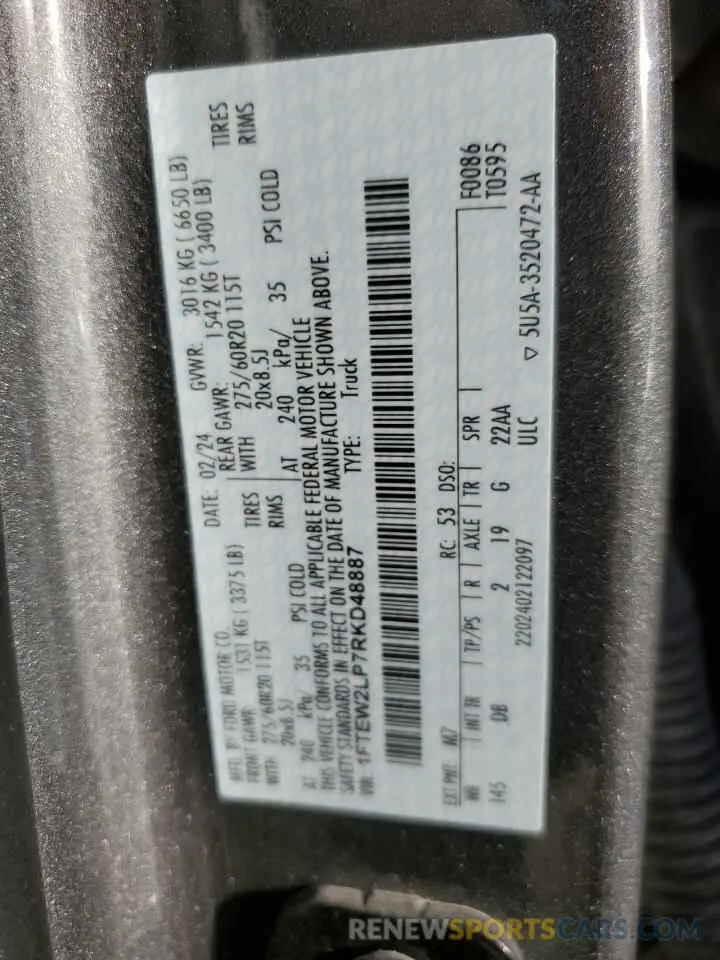 MFD. BY FORD MOTOR CO. DATE: 02/24 GVWR: 3016 KG ( 6650 LB)
FRONT GAWR: 1531 KG ( 3375 LB) REAR GAWR: 1542 KG ( 3400 LB)
WITH 275/60R20 115T TIRES WITH 275/60R20 115T TIRES
20x8.5J RIMS 20x8.5J RIMS
AT 240 kPa/ 35 PSI COLD AT 240 kPa/ 35 PSI COLD
THIS VEHICLE CONFORMS TO ALL APPLICABLE FEDERAL MOTOR VEHICLE
SAFETY STANDARDS IN EFFECT ON THE DATE OF MANUFACTURE SHOWN ABOVE.
VIN: 1FTEW2LP7RKD48887 TYPE: Truck
EXT PNT: M7 RC: 53 DSO: F0086
WB INT TR TP/PS R AXLE TR SPR T0595
145 DB 2 19 G 22AA
2202402122097 ULC ▽ 5U5A-3520472-AA
RENEWSPORTSCARS.COM